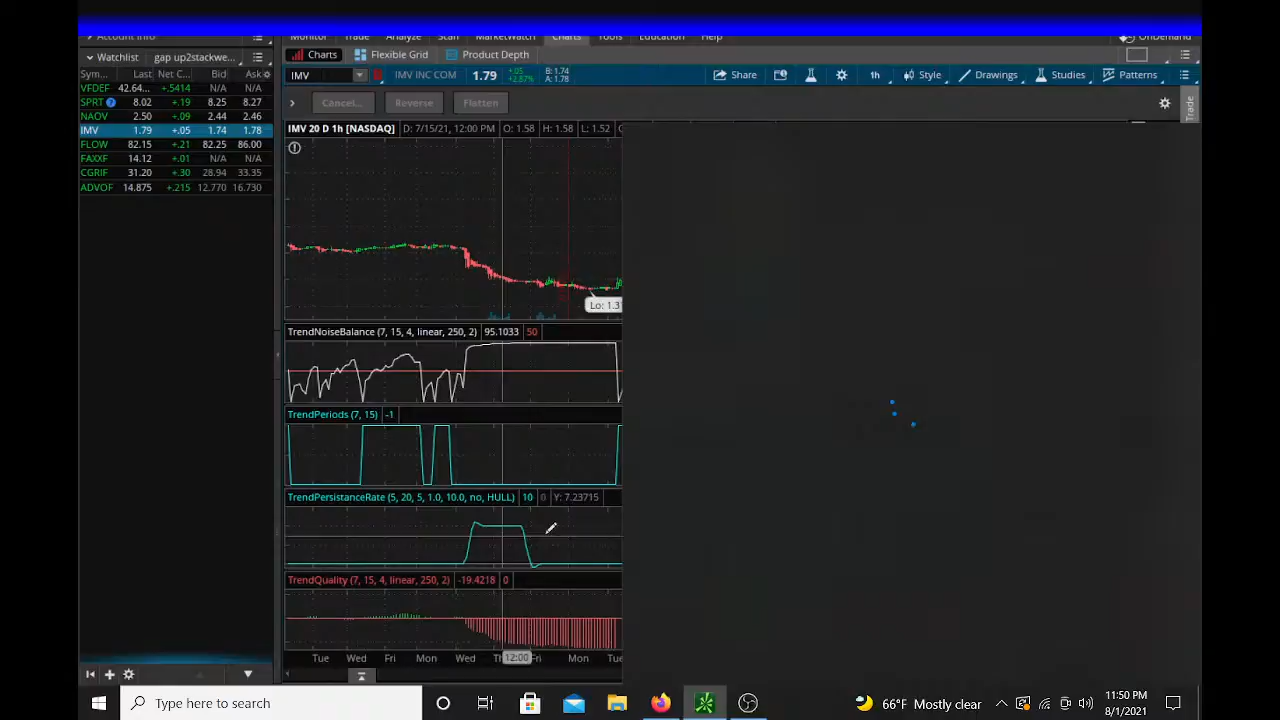 Account Info
OnDemand
Monitor Trade Analyze Scan MarketWatch Charts Tools Education Help
Watchlist gap up2stackwe...
Charts Flexible Grid Product Depth
Sym... Last Net C... Bid Ask
VFDEF 42.64... +.5414 N/A N/A
SPRT ? 8.02 +.19 8.25 8.27
NAOV 2.50 +.09 2.44 2.46
IMV 1.79 +.05 1.74 1.78
FLOW 82.15 +.21 82.25 86.00
FAXXF 14.12 +.01 N/A N/A
CGRIF 31.20 +.30 28.94 33.35
ADVOF 14.875 +.215 12.770 16.730
IMV IMV INC COM 1.79 +.05 +2.87% B: 1.74 A: 1.78 Share 1h Style Drawings Studies Patterns
Cancel... Reverse Flatten
Trade
IMV 20 D 1h [NASDAQ] D: 7/15/21, 12:00 PM O: 1.58 H: 1.58 L: 1.52
Lo: 1.3
TrendNoiseBalance (7, 15, 4, linear, 250, 2) 95.1033 50
TrendPeriods (7, 15) -1
TrendPersistanceRate (5, 20, 5, 1.0, 10.0, no, HULL) 10 0 Y: 7.23715
TrendQuality (7, 15, 4, linear, 250, 2) -19.4218 0
Tue Wed Fri Mon Wed Th 12:00 Fri Mon Tue
Type here to search
66°F Mostly clear
11:50 PM
8/1/2021